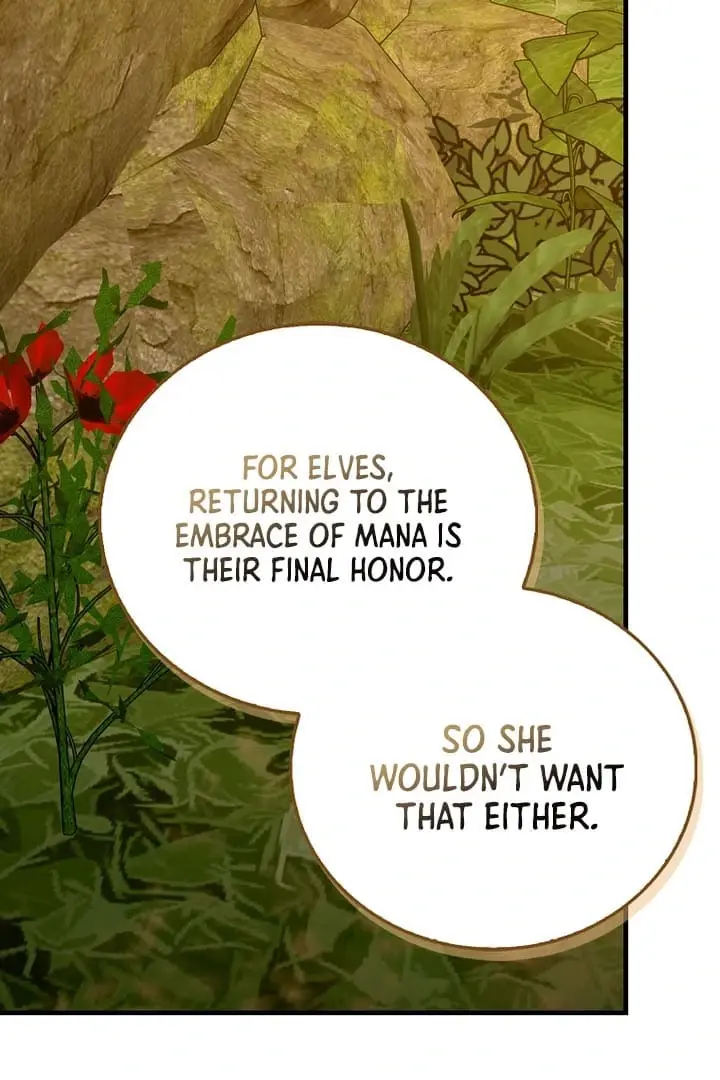 FOR ELVES,
RETURNING TO THE
EMBRACE OF MANA IS
THEIR FINAL HONOR.
SO SHE
WOULDN'T WANT
THAT EITHER.